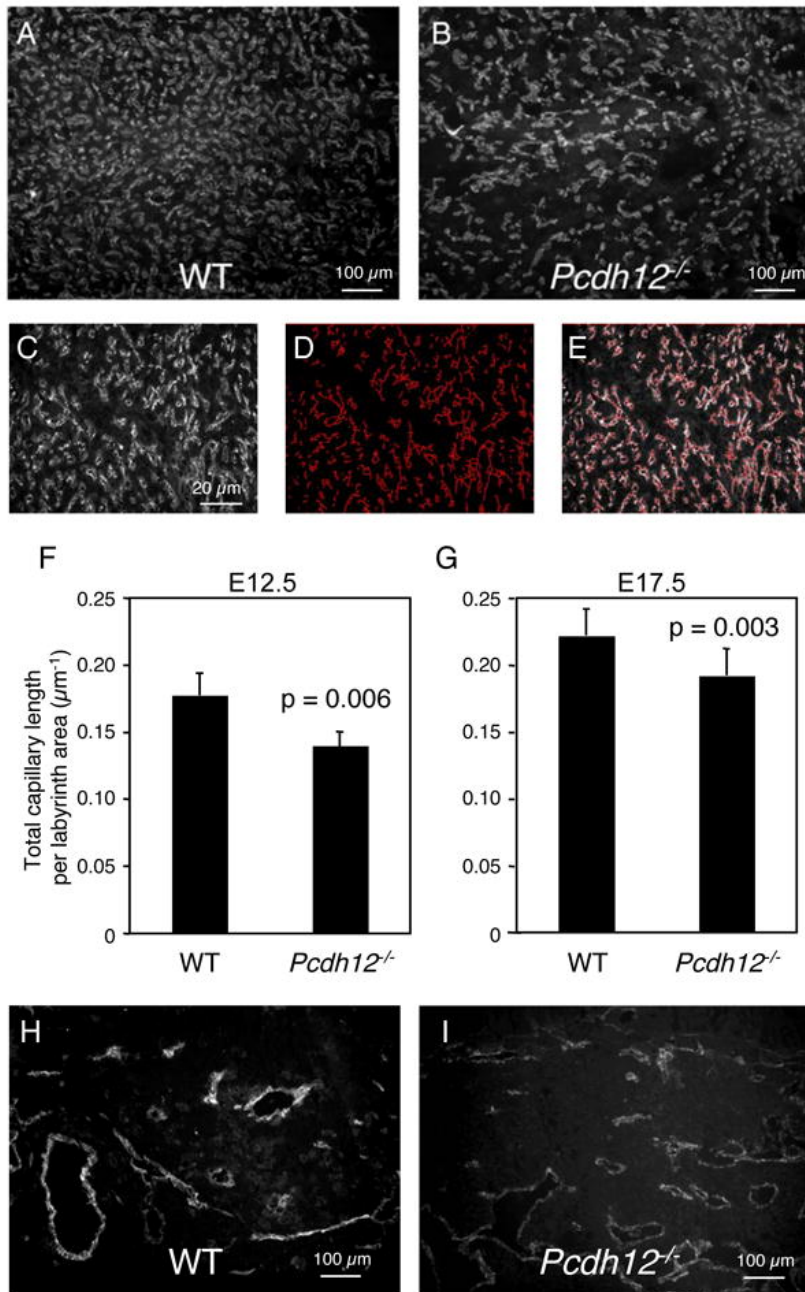 A
B
WT
100 µm
Pcdh12-/-
100 µm
C
D
E
20 µm
F
G
E12.5
E17.5
Total capillary length
per labyrinth area (µm-1)
0.25
0.20
0.15
0.10
0.05
0
p = 0.006
WT
Pcdh12-/-
0.25
0.20
0.15
0.10
0.05
0
p = 0.003
WT
Pcdh12-/-
H
I
WT
100 µm
Pcdh12-/-
100 µm